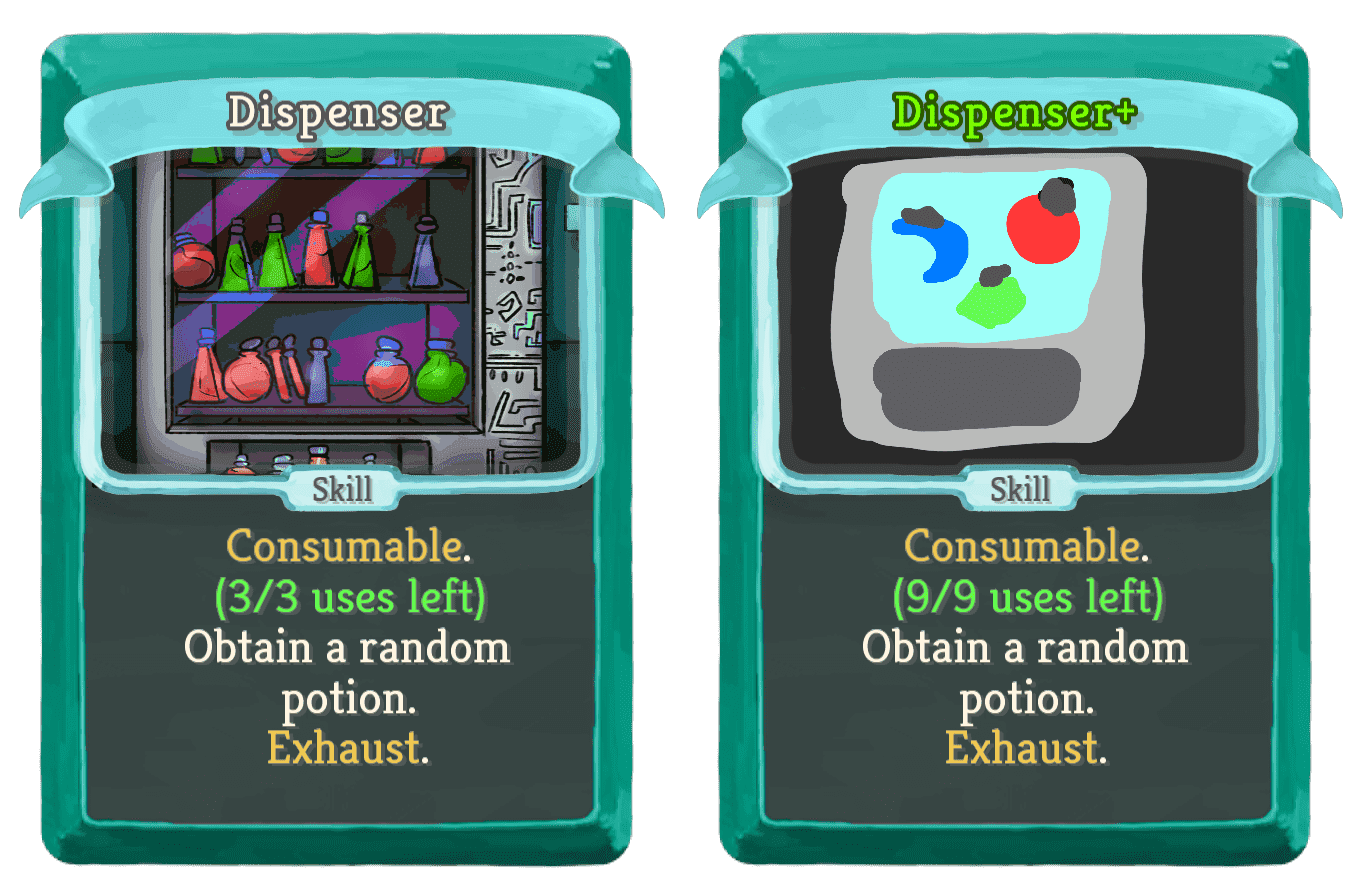 Dispenser
Skill
Consumable.
(3/3 uses left)
Obtain a random
potion.
Exhaust.
Dispenser+
Skill
Consumable.
(9/9 uses left)
Obtain a random
potion.
Exhaust.